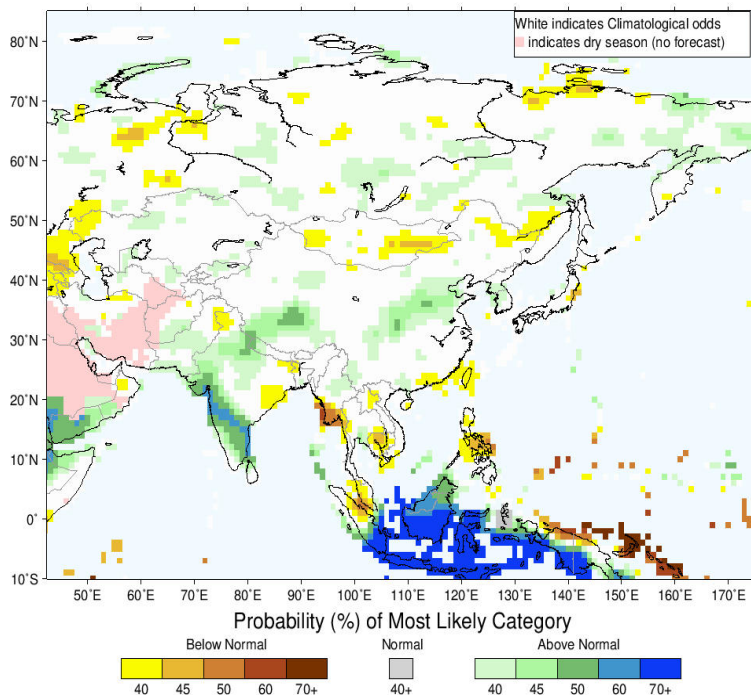 White indicates Climatological odds
indicates dry season (no forecast)
80°N
70°N
60°N
50°N
40°N
30°N
20°N
10°N
0°
10°S
50°E 60°E 70°E 80°E 90°E 100°E 110°E 120°E 130°E 140°E 150°E 160°E 170°E
Probability (%) of Most Likely Category
Below Normal Normal Above Normal
40 45 50 60 70+ 40+ 40 45 50 60 70+